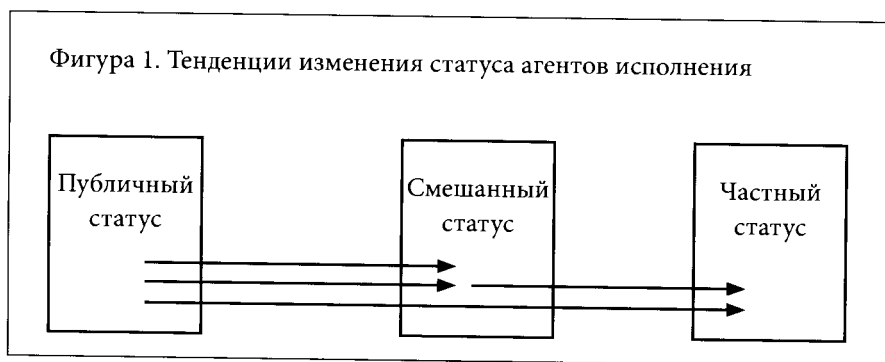 Фигура 1. Тенденции изменения статуса агентов исполнения
Публичный
статус
Смешанный
статус
Частный
статус